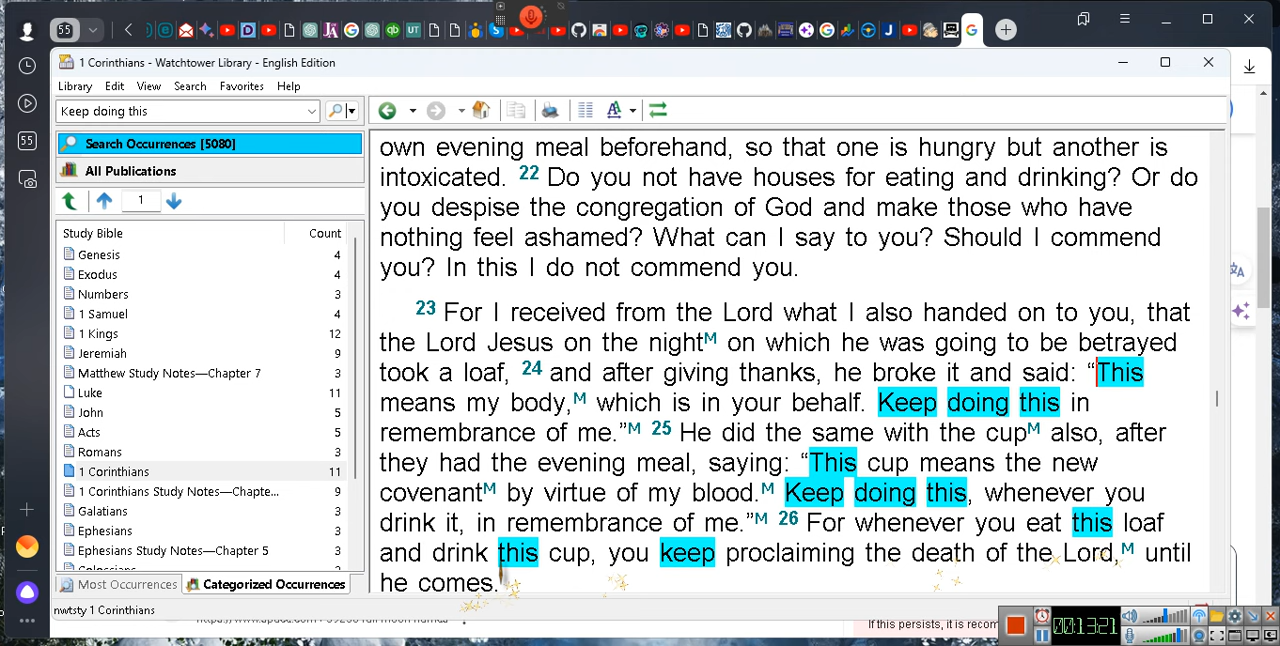 55
1 Corinthians - Watchtower Library - English Edition
Library Edit View Search Favorites Help
Keep doing this
Search Occurrences [5080]
All Publications
1
Study Bible Count
Genesis 4
Exodus 4
Numbers 3
1 Samuel 4
1 Kings 12
Jeremiah 9
Matthew Study Notes—Chapter 7 3
Luke 11
John 5
Acts 5
Romans 3
1 Corinthians 11
1 Corinthians Study Notes—Chapte... 9
Galatians 3
Ephesians 3
Ephesians Study Notes—Chapter 5 3
Most Occurrences Categorized Occurrences
nwtsty 1 Corinthians
own evening meal beforehand, so that one is hungry but another is
intoxicated. 22 Do you not have houses for eating and drinking? Or do
you despise the congregation of God and make those who have
nothing feel ashamed? What can I say to you? Should I commend
you? In this I do not commend you.
23 For I received from the Lord what I also handed on to you, that
the Lord Jesus on the nightM on which he was going to be betrayed
took a loaf, 24 and after giving thanks, he broke it and said: “This
means my body,M which is in your behalf. Keep doing this in
remembrance of me.”M 25 He did the same with the cupM also, after
they had the evening meal, saying: “This cup means the new
covenantM by virtue of my blood.M Keep doing this, whenever you
drink it, in remembrance of me.”M 26 For whenever you eat this loaf
and drink this cup, you keep proclaiming the death of the Lord,M until
he comes.
If this persists, it is recom
00:13:21